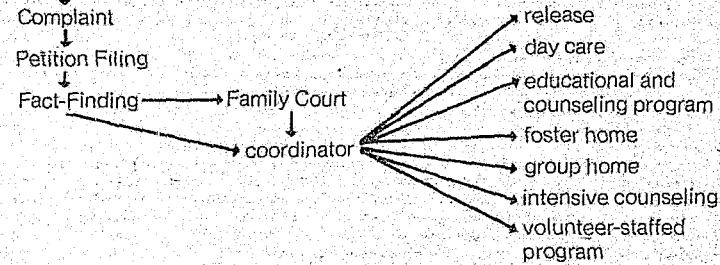 Complaint
Petition Filing
Fact-Finding
Family Court
coordinator
release
day care
educational and
counseling program
foster home
group home
intensive counseling
volunteer-staffed
program